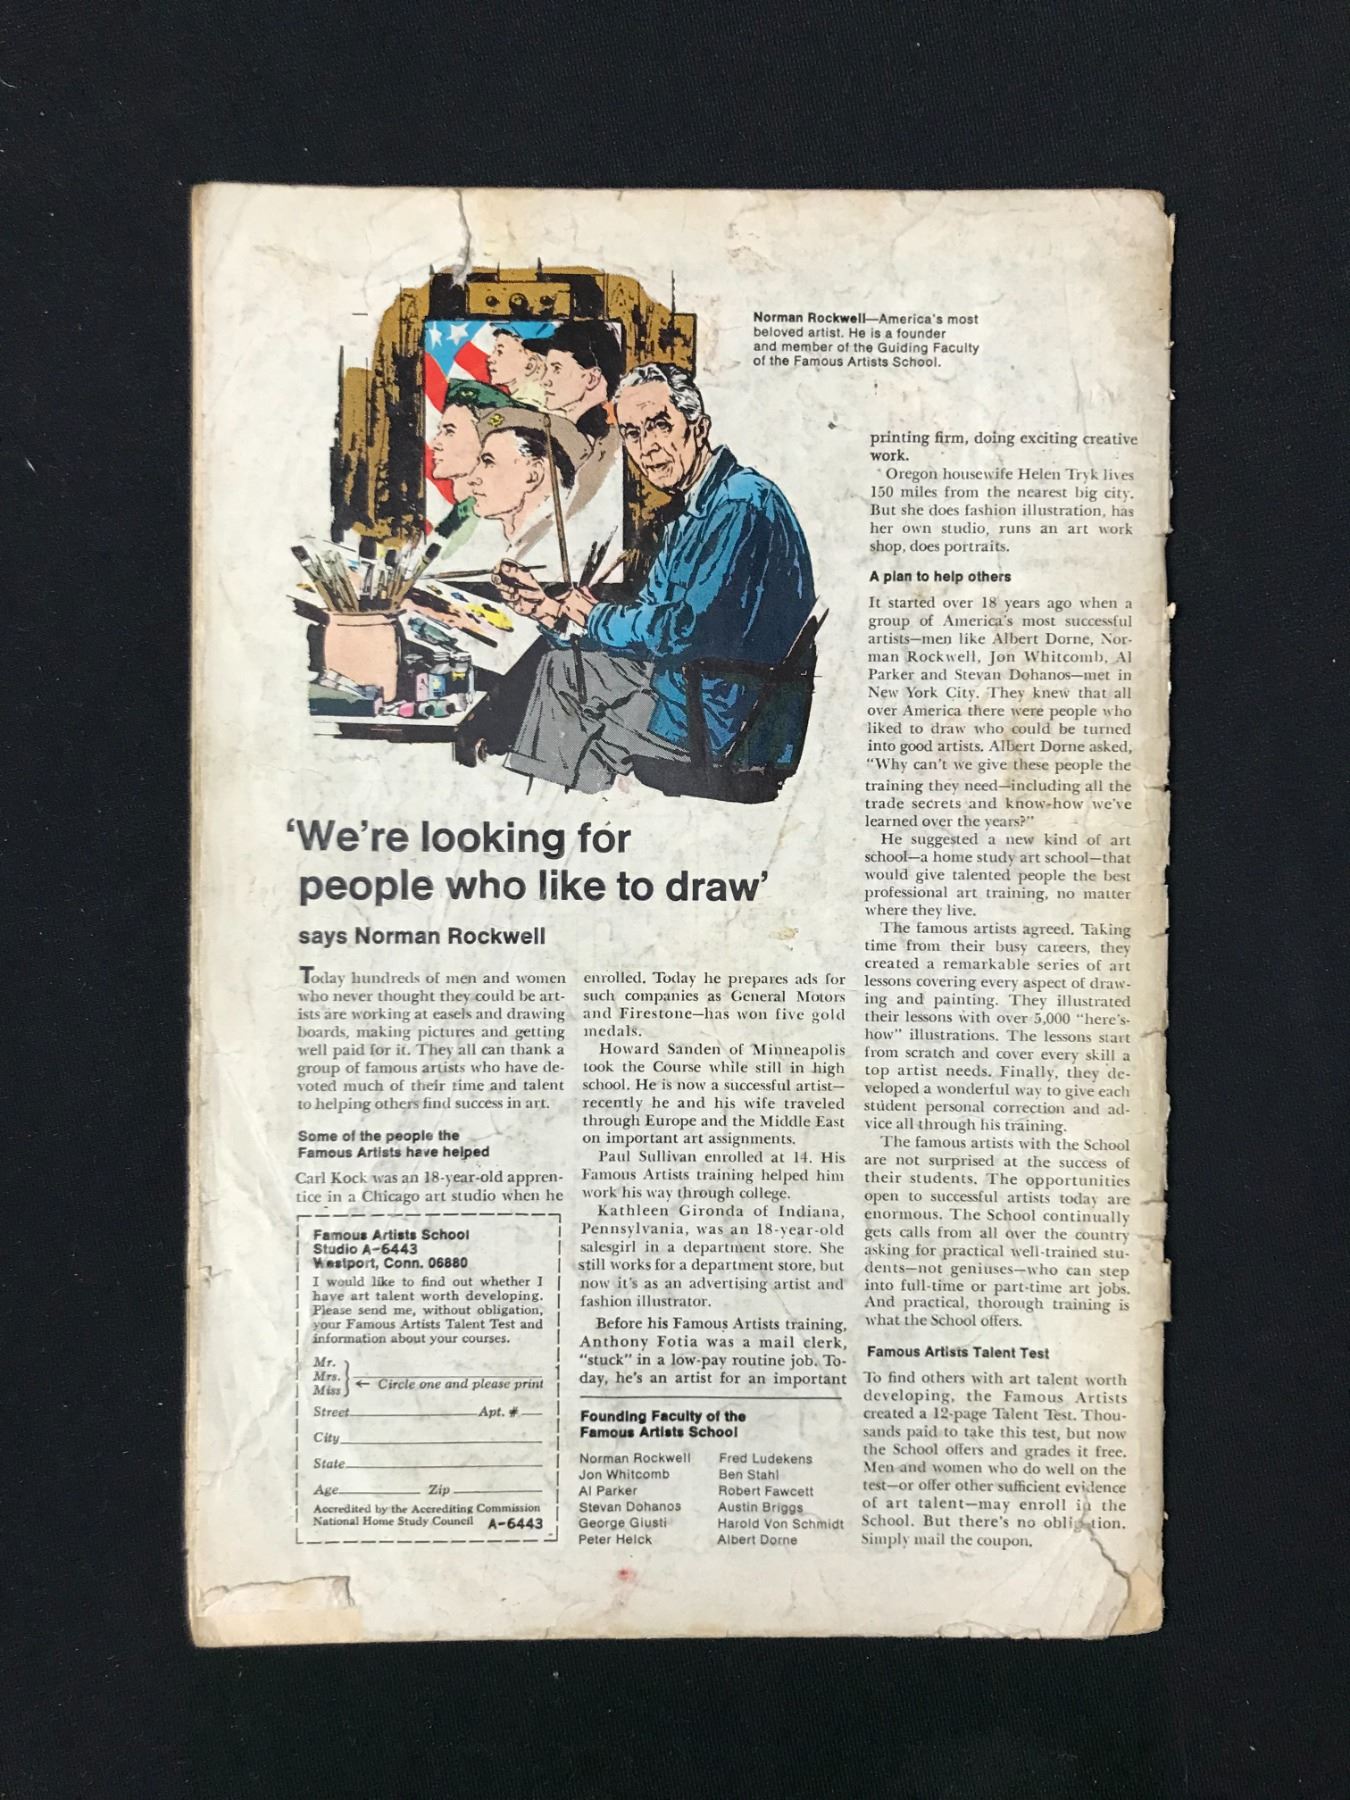 Norman Rockwell—America's most
beloved artist. He is a founder
and member of the Guiding Faculty
of the Famous Artists School.
'We're looking for
people who like to draw'
says Norman Rockwell
Today hundreds of men and women
who never thought they could be art-
ists are working at easels and drawing
boards, making pictures and getting
well paid for it. They all can thank a
group of famous artists who have de-
voted much of their time and talent
to helping others find success in art.
Some of the people the
Famous Artists have helped
Carl Kock was an 18-year-old appren-
tice in a Chicago art studio when he
enrolled. Today he prepares ads for
such companies as General Motors
and Firestone—has won five gold
medals.
Howard Sanden of Minneapolis
took the Course while still in high
school. He is now a successful artist—
recently he and his wife traveled
through Europe and the Middle East
on important art assignments.
Paul Sullivan enrolled at 14. His
Famous Artists training helped him
work his way through college.
Kathleen Gironda of Indiana,
Pennsylvania, was an 18-year-old
salesgirl in a department store. She
still works for a department store, but
now it's as an advertising artist and
fashion illustrator.
Before his Famous Artists training,
Anthony Fotia was a mail clerk,
"stuck" in a low-pay routine job. To-
day, he's an artist for an important
printing firm, doing exciting creative
work.
Oregon housewife Helen Tryk lives
150 miles from the nearest big city.
But she does fashion illustration, has
her own studio, runs an art work
shop, does portraits.
A plan to help others
It started over 18 years ago when a
group of America's most successful
artists—men like Albert Dorne, Nor-
man Rockwell, Jon Whitcomb, Al
Parker and Stevan Dohanos—met in
New York City. They knew that all
over America there were people who
liked to draw who could be turned
into good artists. Albert Dorne asked,
"Why can't we give these people the
training they need—including all the
trade secrets and know-how we've
learned over the years?"
He suggested a new kind of art
school—a home study art school—that
would give talented people the best
professional art training, no matter
where they live.
The famous artists agreed. Taking
time from their busy careers, they
created a remarkable series of art
lessons covering every aspect of draw-
ing and painting. They illustrated
their lessons with over 5,000 "here's-
how" illustrations. The lessons start
from scratch and cover every skill a
top artist needs. Finally, they de-
veloped a wonderful way to give each
student personal correction and ad-
vice all through his training.
The famous artists with the School
are not surprised at the success of
their students. The opportunities
open to successful artists today are
enormous. The School continually
gets calls from all over the country
asking for practical well-trained stu-
dents—not geniuses—who can step
into full-time or part-time art jobs.
And practical, thorough training is
what the School offers.
Famous Artists Talent Test
To find others with art talent worth
developing, the Famous Artists
created a 12-page Talent Test. Thou-
sands paid to take this test, but now
the School offers and grades it free.
Men and women who do well on the
test—or offer other sufficient evidence
of art talent—may enroll in the
School. But there's no obligation.
Simply mail the coupon.
Famous Artists School
Studio A-6443
Westport, Conn. 06880
I would like to find out whether I
have art talent worth developing.
Please send me, without obligation,
your Famous Artists Talent Test and
information about your courses.
Mr.
Mrs.
Miss
← Circle one and please print
Street Apt. #
City
State
Age Zip
Accredited by the Accrediting Commission
National Home Study Council A-6443
Founding Faculty of the
Famous Artists School
Norman Rockwell
Jon Whitcomb
Al Parker
Stevan Dohanos
George Giusti
Peter Helck
Fred Ludekens
Ben Stahl
Robert Fawcett
Austin Briggs
Harold Von Schmidt
Albert Dorne